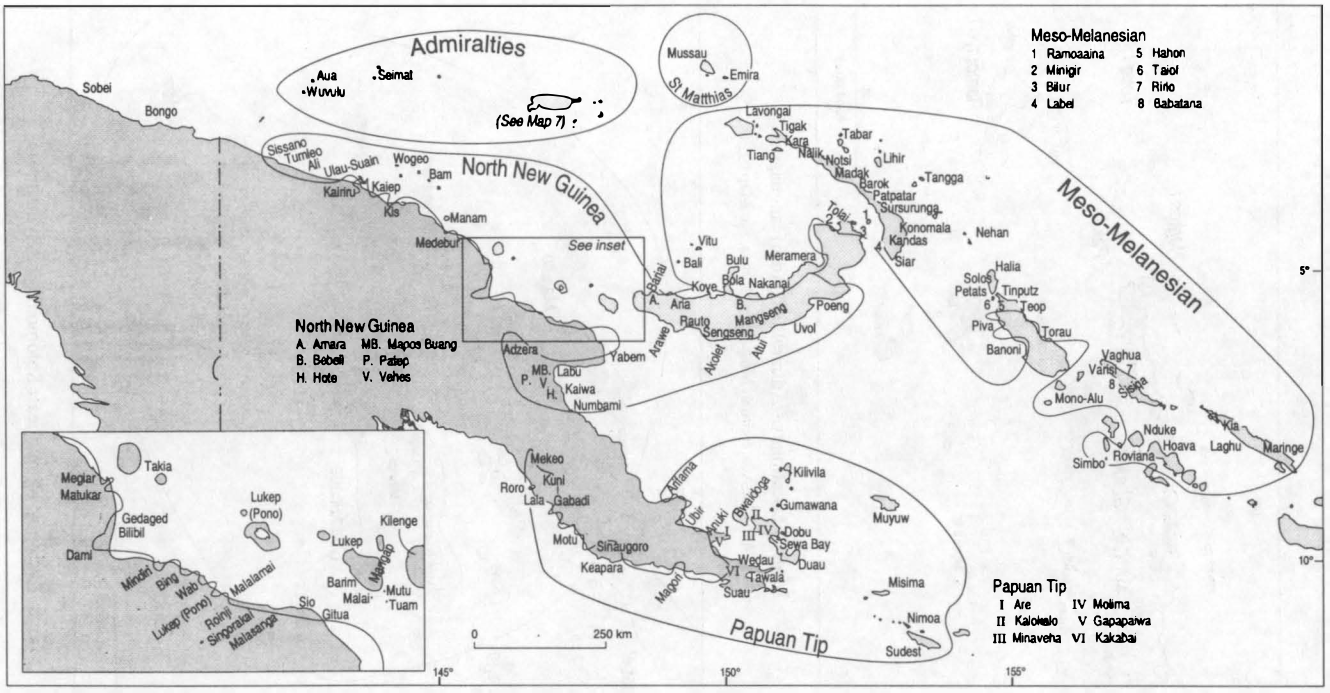 Admiralties
Aua
Wuvulu
Seimat
(See Map 7)
Mussau
Emira
St Matthias
Meso-Melanesian
1 Ramoaaina
2 Minigir
3 Bilur
4 Label
5 Hahon
6 Taiof
7 Ririo
8 Babatana
Sobei
Bongo
Sissano
Tumleo
Ali
Ulau-Suain
Kairiru
Kaiep
Kis
Wogeo
Bam
Manam
Medebur
North New Guinea
See inset
Lavongai
Tigak
Kara
Tiang
Nalik
Notsi
Tabar
Lihir
Madak
Barok
Patpatar
Tangga
Sursurunga
Konomala
Kandas
Siar
Nehan
Tolai
2
1
3
4
Vitu
Bali
Bulu
Bola
Meramera
Nakanai
Kove
Bariai
A.
Aria
B.
Mangseng
Poeng
Rauto
Sengseng
Uvol
Arawe
Akolet
Atui
Meso-Melanesian
5°
Halia
Solos
Petats
Tinputz
6
5
Teop
Piva
Torau
Banoni
Vaghua
Varisi
7
8
Sisiqa
Mono-Alu
Nduke
Hoava
Roviana
Simbo
Kia
Laghu
Maringe
North New Guinea
A. Amara
B. Bebeli
H. Hote
MB. Mapos Buang
P. Patep
V. Vehes
Adzera
Yabem
MB.
Labu
P.
V.
H.
Kaiwa
Numbami
Takia
Megiar
Matukar
Gedaged
Bilibil
Dami
Lukep
(Pono)
Lukep
Kilenge
Mangap
Barim
Malai
Mutu
Tuam
Mindiri
Bing
Wab
Malalamai
Lukep (Pono)
Roinji
Singorakai
Malasanga
Sio
Gitua
Mekeo
Kuni
Roro
Lala
Gabadi
Motu
Sinaugoro
Keapara
Magori
Arifama
Ubir
Anuki
Bwaidoga
Kilivila
Gumawana
Muyuw
I
II
III
IV
V
VI
Dobu
Sewa Bay
Duau
Wedau
Tawala
Suau
Misima
Nimoa
Sudest
Papuan Tip
10°
Papuan Tip
I Are
II Kalokalo
III Minaveha
IV Molima
V Gapapaiwa
VI Kakabai
0
250 km
145°
150°
155°